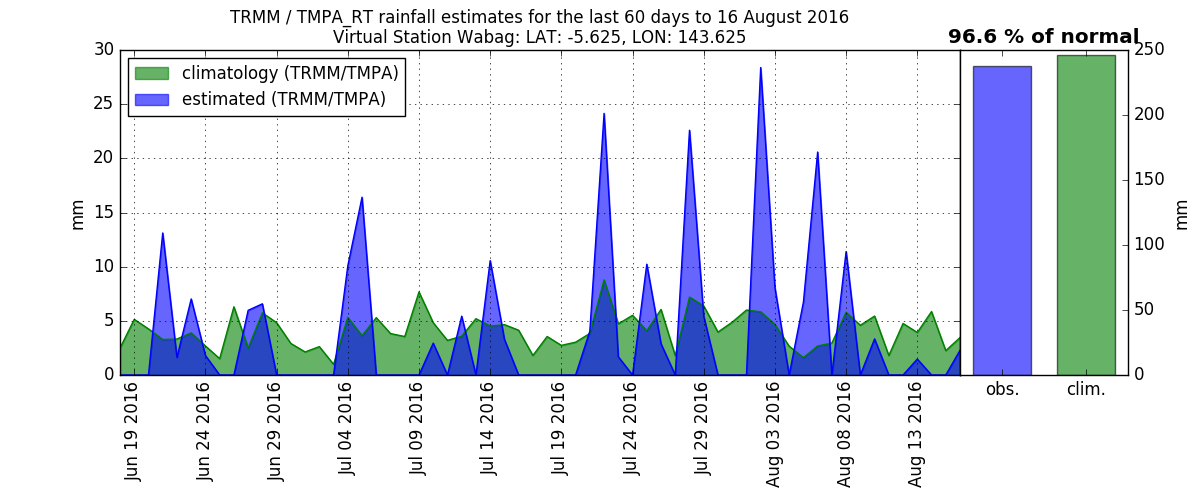 TRMM / TMPA_RT rainfall estimates for the last 60 days to 16 August 2016
Virtual Station Wabag: LAT: -5.625, LON: 143.625
96.6 % of normal
climatology (TRMM/TMPA)
estimated (TRMM/TMPA)
30
25
20
15
10
5
0
mm
Jun 19 2016
Jun 24 2016
Jun 29 2016
Jul 04 2016
Jul 09 2016
Jul 14 2016
Jul 19 2016
Jul 24 2016
Jul 29 2016
Aug 03 2016
Aug 08 2016
Aug 13 2016
obs.
clim.
250
200
150
100
50
0
mm